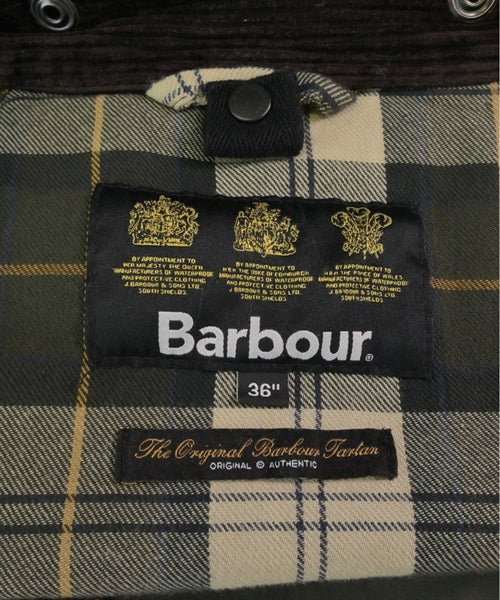 BY APPOINTMENT TO
HER MAJESTY THE QUEEN
MANUFACTURERS OF WATERPROOF
AND PROTECTIVE CLOTHING
J. BARBOUR & SONS LTD.
SOUTH SHIELDS.
BY APPOINTMENT TO
H.R.H. THE DUKE OF EDINBURGH
MANUFACTURERS OF WATERPROOF
AND PROTECTIVE CLOTHING
J. BARBOUR & SONS LTD.
SOUTH SHIELDS.
BY APPOINTMENT TO
H.R.H. THE PRINCE OF WALES
MANUFACTURERS OF WATERPROOF
AND PROTECTIVE CLOTHING
J. BARBOUR & SONS LTD.
SOUTH SHIELDS.
Barbour®
36"
The Original Barbour Tartan
ORIGINAL © AUTHENTIC